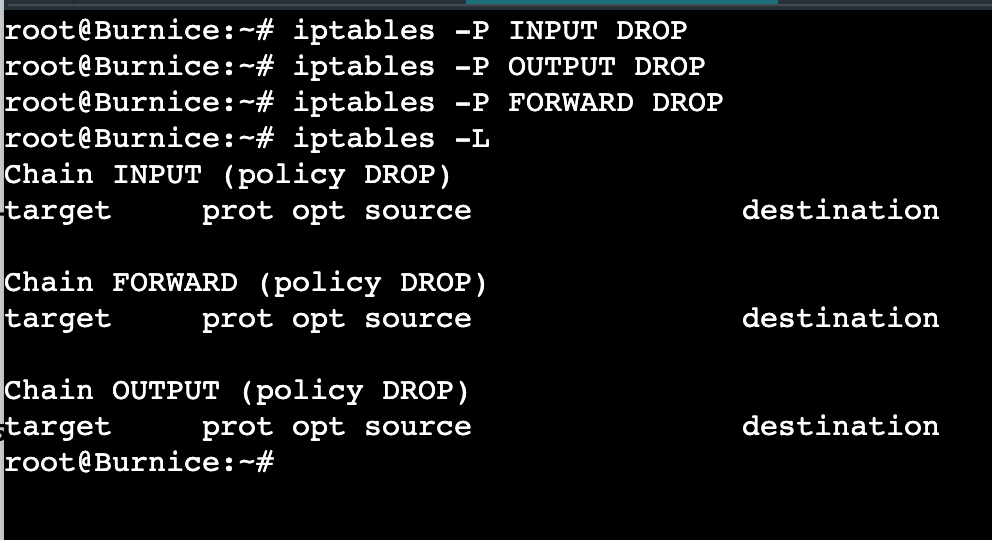 root@Burnice:~# iptables -P INPUT DROP
root@Burnice:~# iptables -P OUTPUT DROP
root@Burnice:~# iptables -P FORWARD DROP
root@Burnice:~# iptables -L
Chain INPUT (policy DROP)
target     prot opt source               destination

Chain FORWARD (policy DROP)
target     prot opt source               destination

Chain OUTPUT (policy DROP)
target     prot opt source               destination
root@Burnice:~#